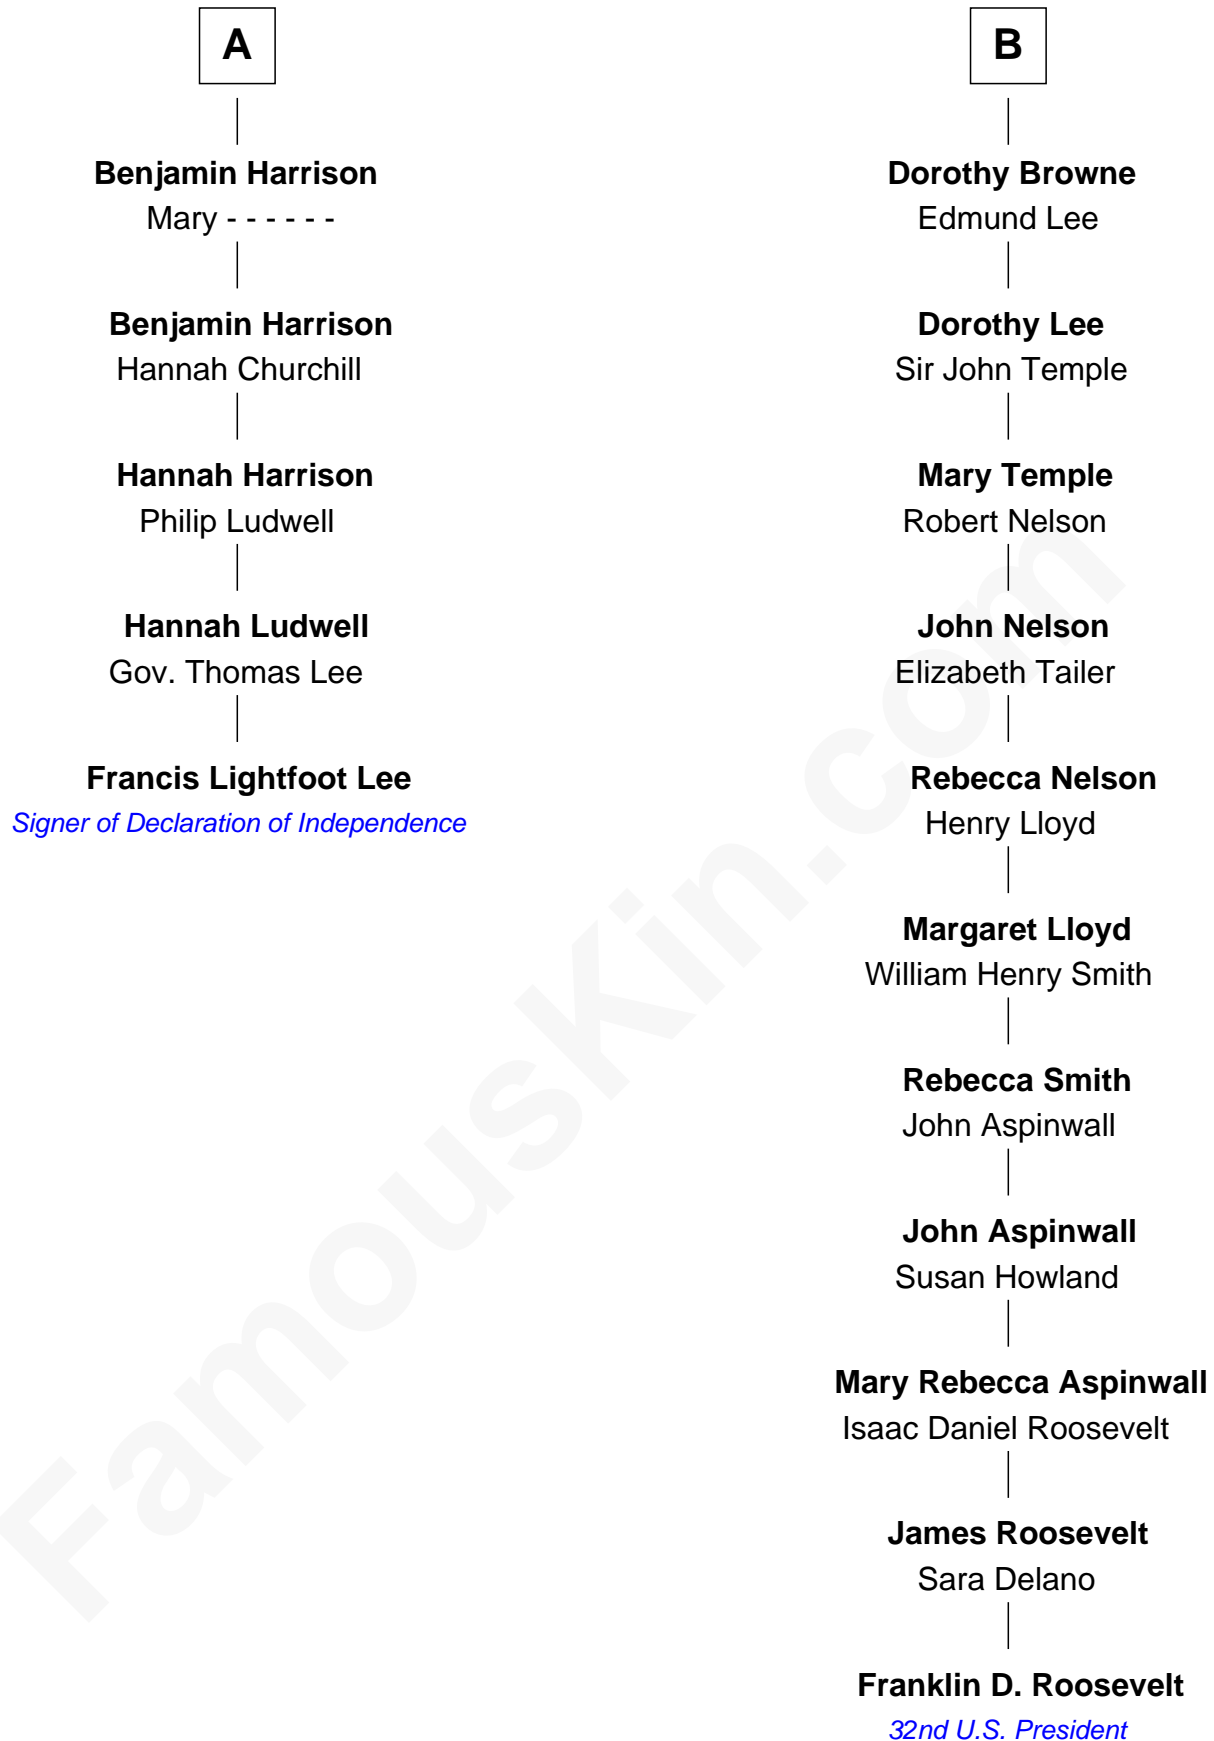 A
Benjamin Harrison
Mary - - - - - -
Benjamin Harrison
Hannah Churchill
Hannah Harrison
Philip Ludwell
Hannah Ludwell
Gov. Thomas Lee
Francis Lightfoot Lee
Signer of Declaration of Independence
B
Dorothy Browne
Edmund Lee
Dorothy Lee
Sir John Temple
Mary Temple
Robert Nelson
John Nelson
Elizabeth Tailer
Rebecca Nelson
Henry Lloyd
Margaret Lloyd
William Henry Smith
Rebecca Smith
John Aspinwall
John Aspinwall
Susan Howland
Mary Rebecca Aspinwall
Isaac Daniel Roosevelt
James Roosevelt
Sara Delano
Franklin D. Roosevelt
32nd U.S. President
FamousKin.com